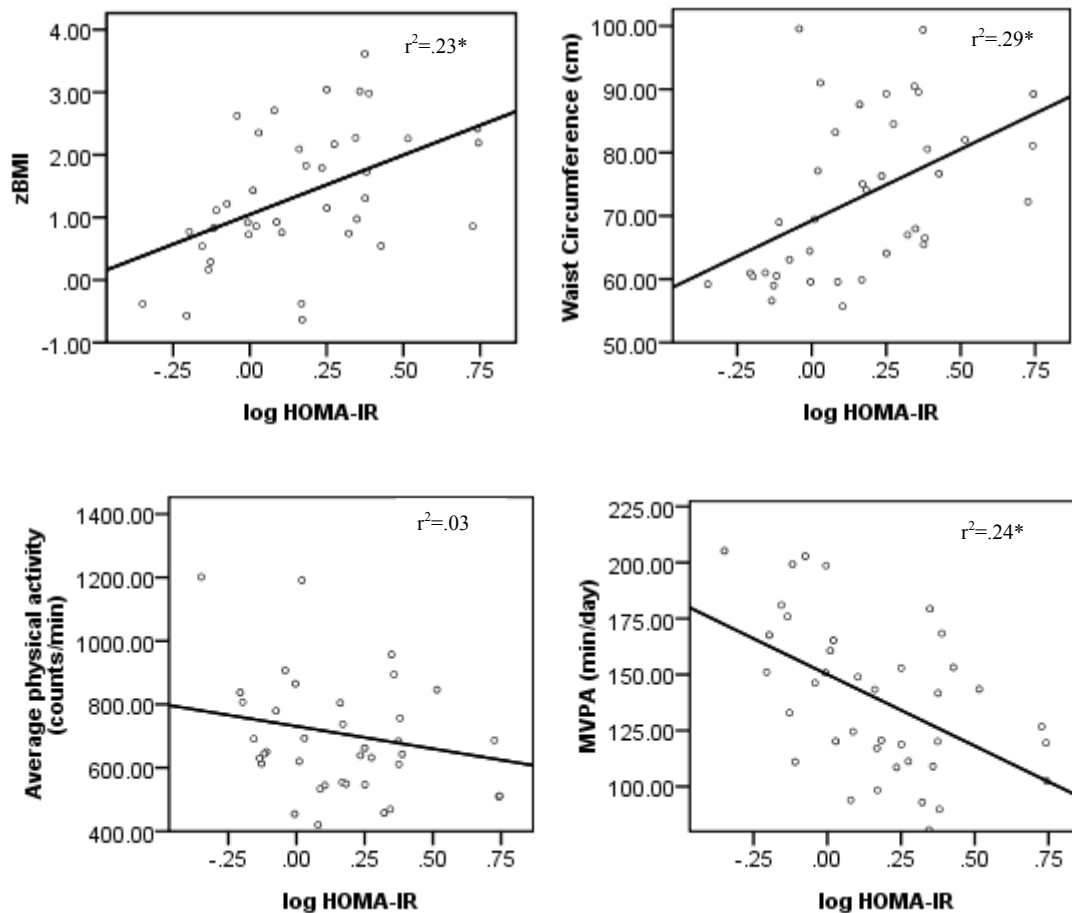 r²=.23*
4.00
3.00
2.00
1.00
.00
-1.00
zBMI
-.25 .00 .25 .50 .75
log HOMA-IR
r²=.29*
100.00
90.00
80.00
70.00
60.00
50.00
Waist Circumference (cm)
-.25 .00 .25 .50 .75
log HOMA-IR
r²=.03
1400.00
1200.00
1000.00
800.00
600.00
400.00
Average physical activity
(counts/min)
-.25 .00 .25 .50 .75
log HOMA-IR
r²=.24*
225.00
200.00
175.00
150.00
125.00
100.00
MVPA (min/day)
-.25 .00 .25 .50 .75
log HOMA-IR